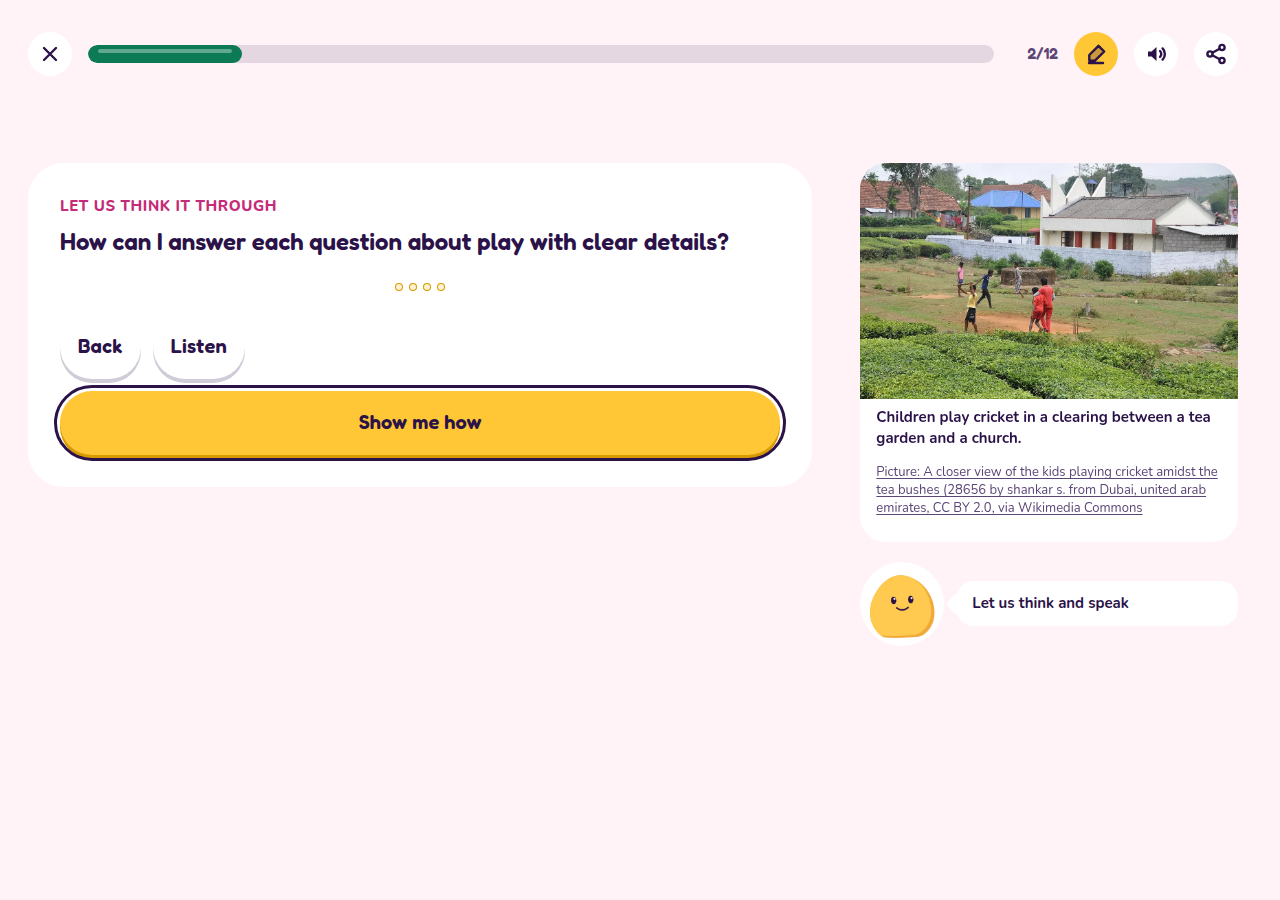 2/12
LET US THINK IT THROUGH
How can I answer each question about play with clear details?
Back
Listen
Show me how
Children play cricket in a clearing between a tea
garden and a church.
Picture: A closer view of the kids playing cricket amidst the
tea bushes (28656 by shankar s. from Dubai, united arab
emirates, CC BY 2.0, via Wikimedia Commons
Let us think and speak